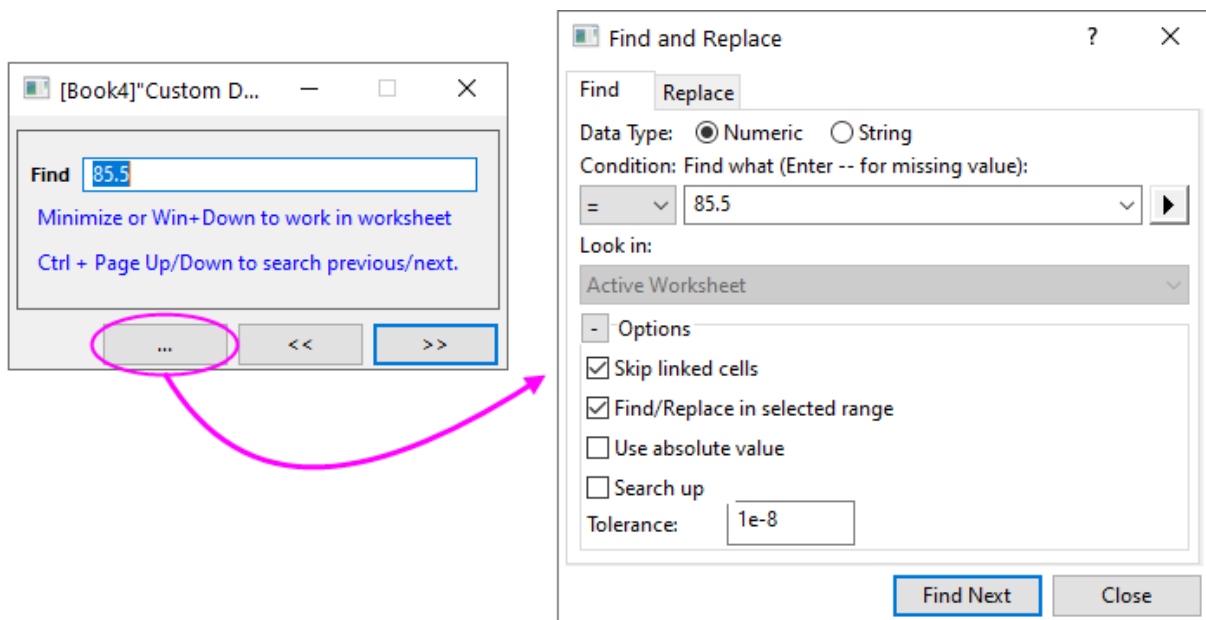 [Book4]"Custom D...
Find 85.5
Minimize or Win+Down to work in worksheet
Ctrl + Page Up/Down to search previous/next.
... << >>
Find and Replace ?
Find Replace
Data Type: Numeric String
Condition: Find what (Enter -- for missing value):
= 85.5
Look in:
Active Worksheet
- Options
Skip linked cells
Find/Replace in selected range
Use absolute value
Search up
Tolerance: 1e-8
Find Next Close